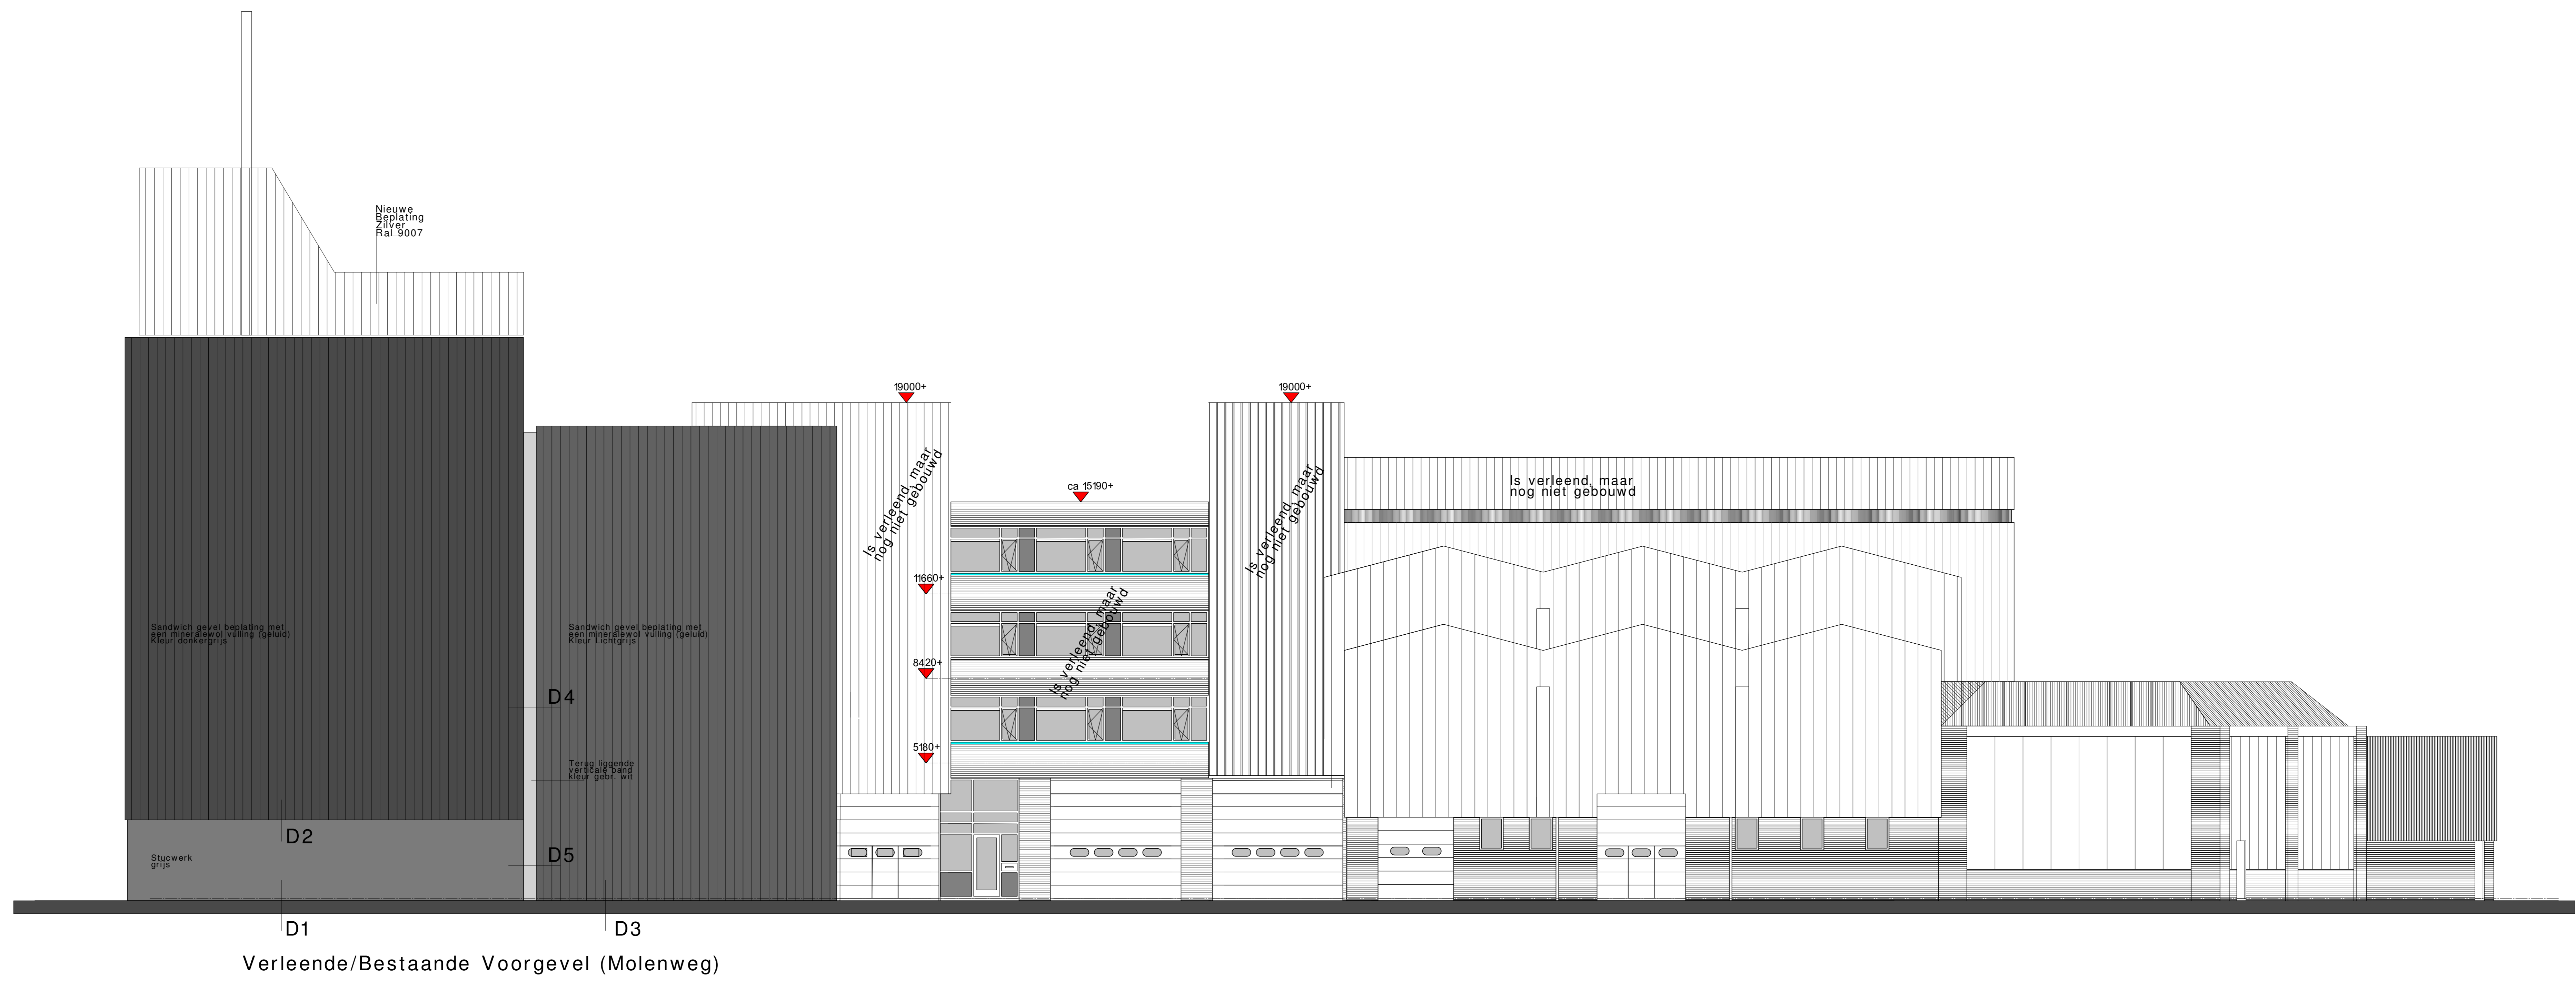 Nieuwe
Beplating
Zilver
Ral 9007
19000+
19000+
ca 15190+
Is verleend, maar
nog niet gebouwd
Is verleend, maar
nog niet gebouwd
Is verleend, maar
nog niet gebouwd
11660+
Is verleend, maar
nog niet gebouwd
Sandwich gevel beplating met
een mineralewol vulling (geluid)
Kleur donkergrijs
Sandwich gevel beplating met
een mineralewol vulling (geluid)
Kleur Lichtgrijs
8420+
D4
5180+
Terug liggende
verticale band
kleur gebr. wit
D2
D5
Stucwerk
grijs
D1
D3
Verleende/Bestaande Voorgevel (Molenweg)